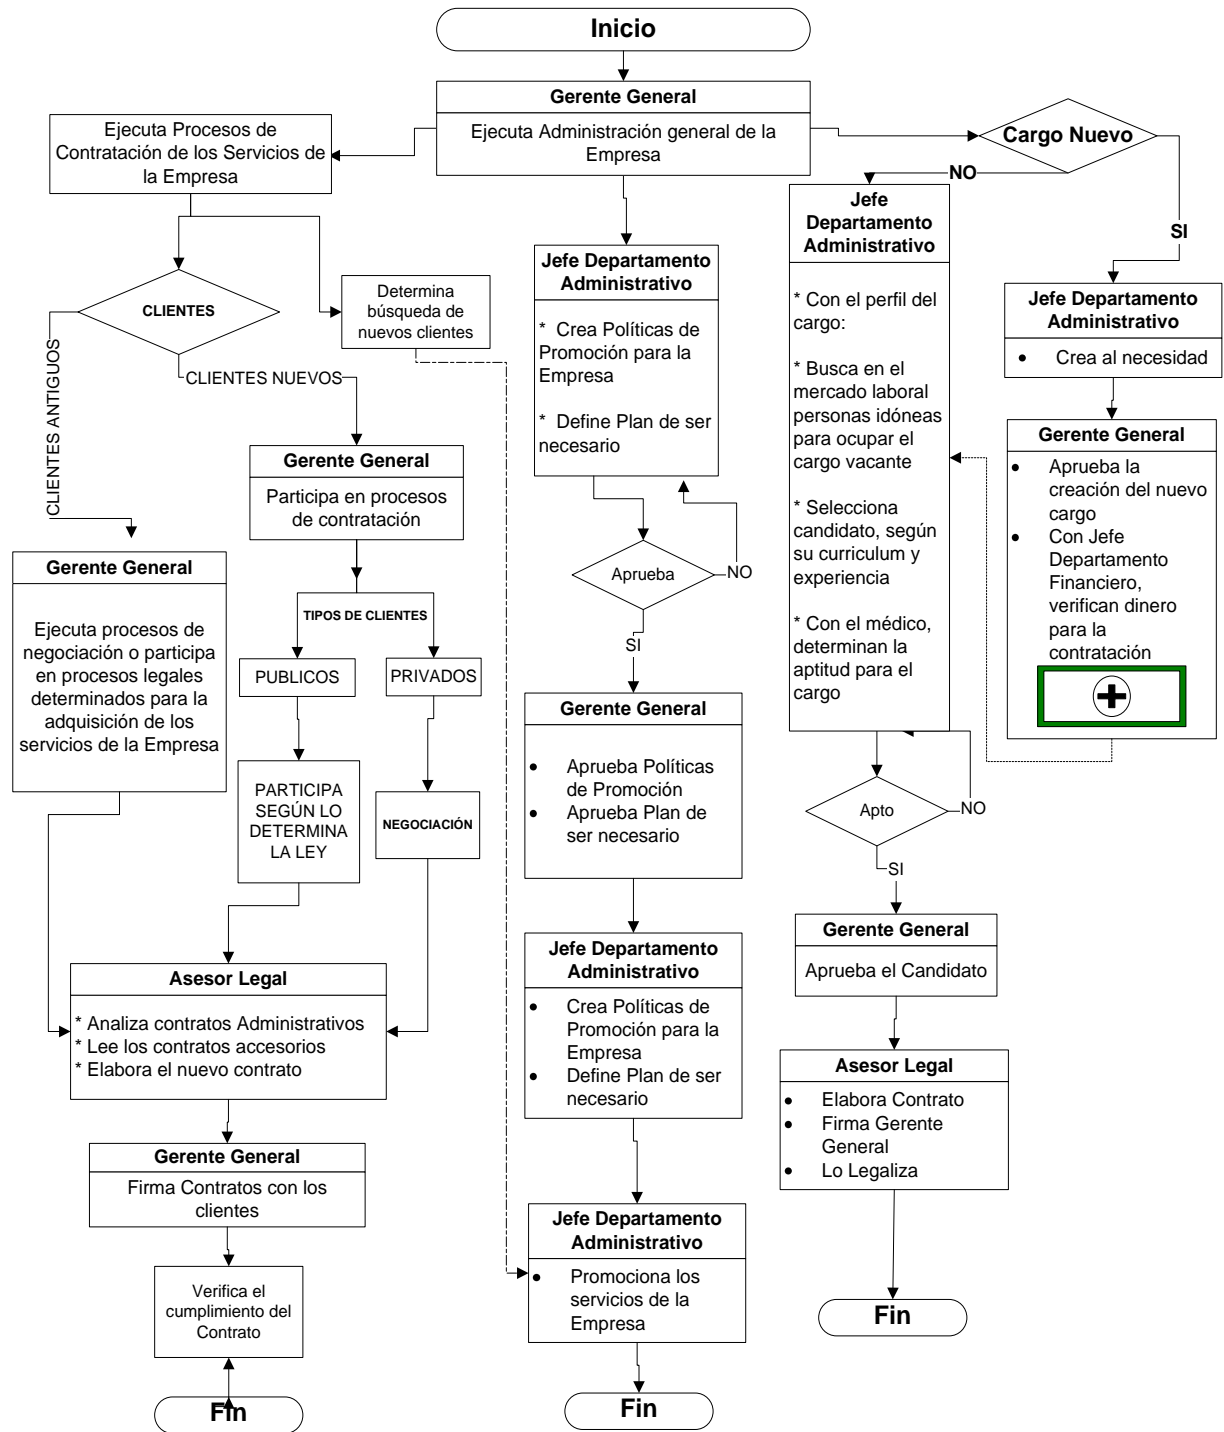 Inicio
Gerente General
Ejecuta Administración general de la
Empresa
Ejecuta Procesos de
Contratación de los Servicios de
la Empresa
CLIENTES
CLIENTES ANTIGUOS
CLIENTES NUEVOS
Determina
búsqueda de
nuevos clientes
Gerente General
Participa en procesos
de contratación
TIPOS DE CLIENTES
PUBLICOS
PRIVADOS
Gerente General
Ejecuta procesos de
negociación o participa
en procesos legales
determinados para la
adquisición de los
servicios de la Empresa
PARTICIPA
SEGÚN LO
DETERMINA
LA LEY
NEGOCIACIÓN
Asesor Legal
* Analiza contratos Administrativos
* Lee los contratos accesorios
* Elabora el nuevo contrato
Gerente General
Firma Contratos con los
clientes
Verifica el
cumplimiento del
Contrato
Fin
Jefe Departamento
Administrativo
* Crea Políticas de
Promoción para la
Empresa
* Define Plan de ser
necesario
Aprueba
NO
SI
Gerente General
• Aprueba Políticas
de Promoción
• Aprueba Plan de
ser necesario
Jefe Departamento
Administrativo
• Crea Políticas de
Promoción para la
Empresa
• Define Plan de ser
necesario
Jefe Departamento
Administrativo
• Promociona los
servicios de la
Empresa
Fin
Cargo Nuevo
NO
SI
Jefe
Departamento
Administrativo
* Con el perfil del
cargo:
* Busca en el
mercado laboral
personas idóneas
para ocupar el
cargo vacante
* Selecciona
candidato, según
su curriculum y
experiencia
* Con el médico,
determinan la
aptitud para el
cargo
Apto
NO
SI
Gerente General
Aprueba el Candidato
Asesor Legal
• Elabora Contrato
• Firma Gerente
General
• Lo Legaliza
Fin
Jefe Departamento
Administrativo
• Crea al necesidad
Gerente General
• Aprueba la
creación del nuevo
cargo
• Con Jefe
Departamento
Financiero,
verifican dinero
para la
contratación